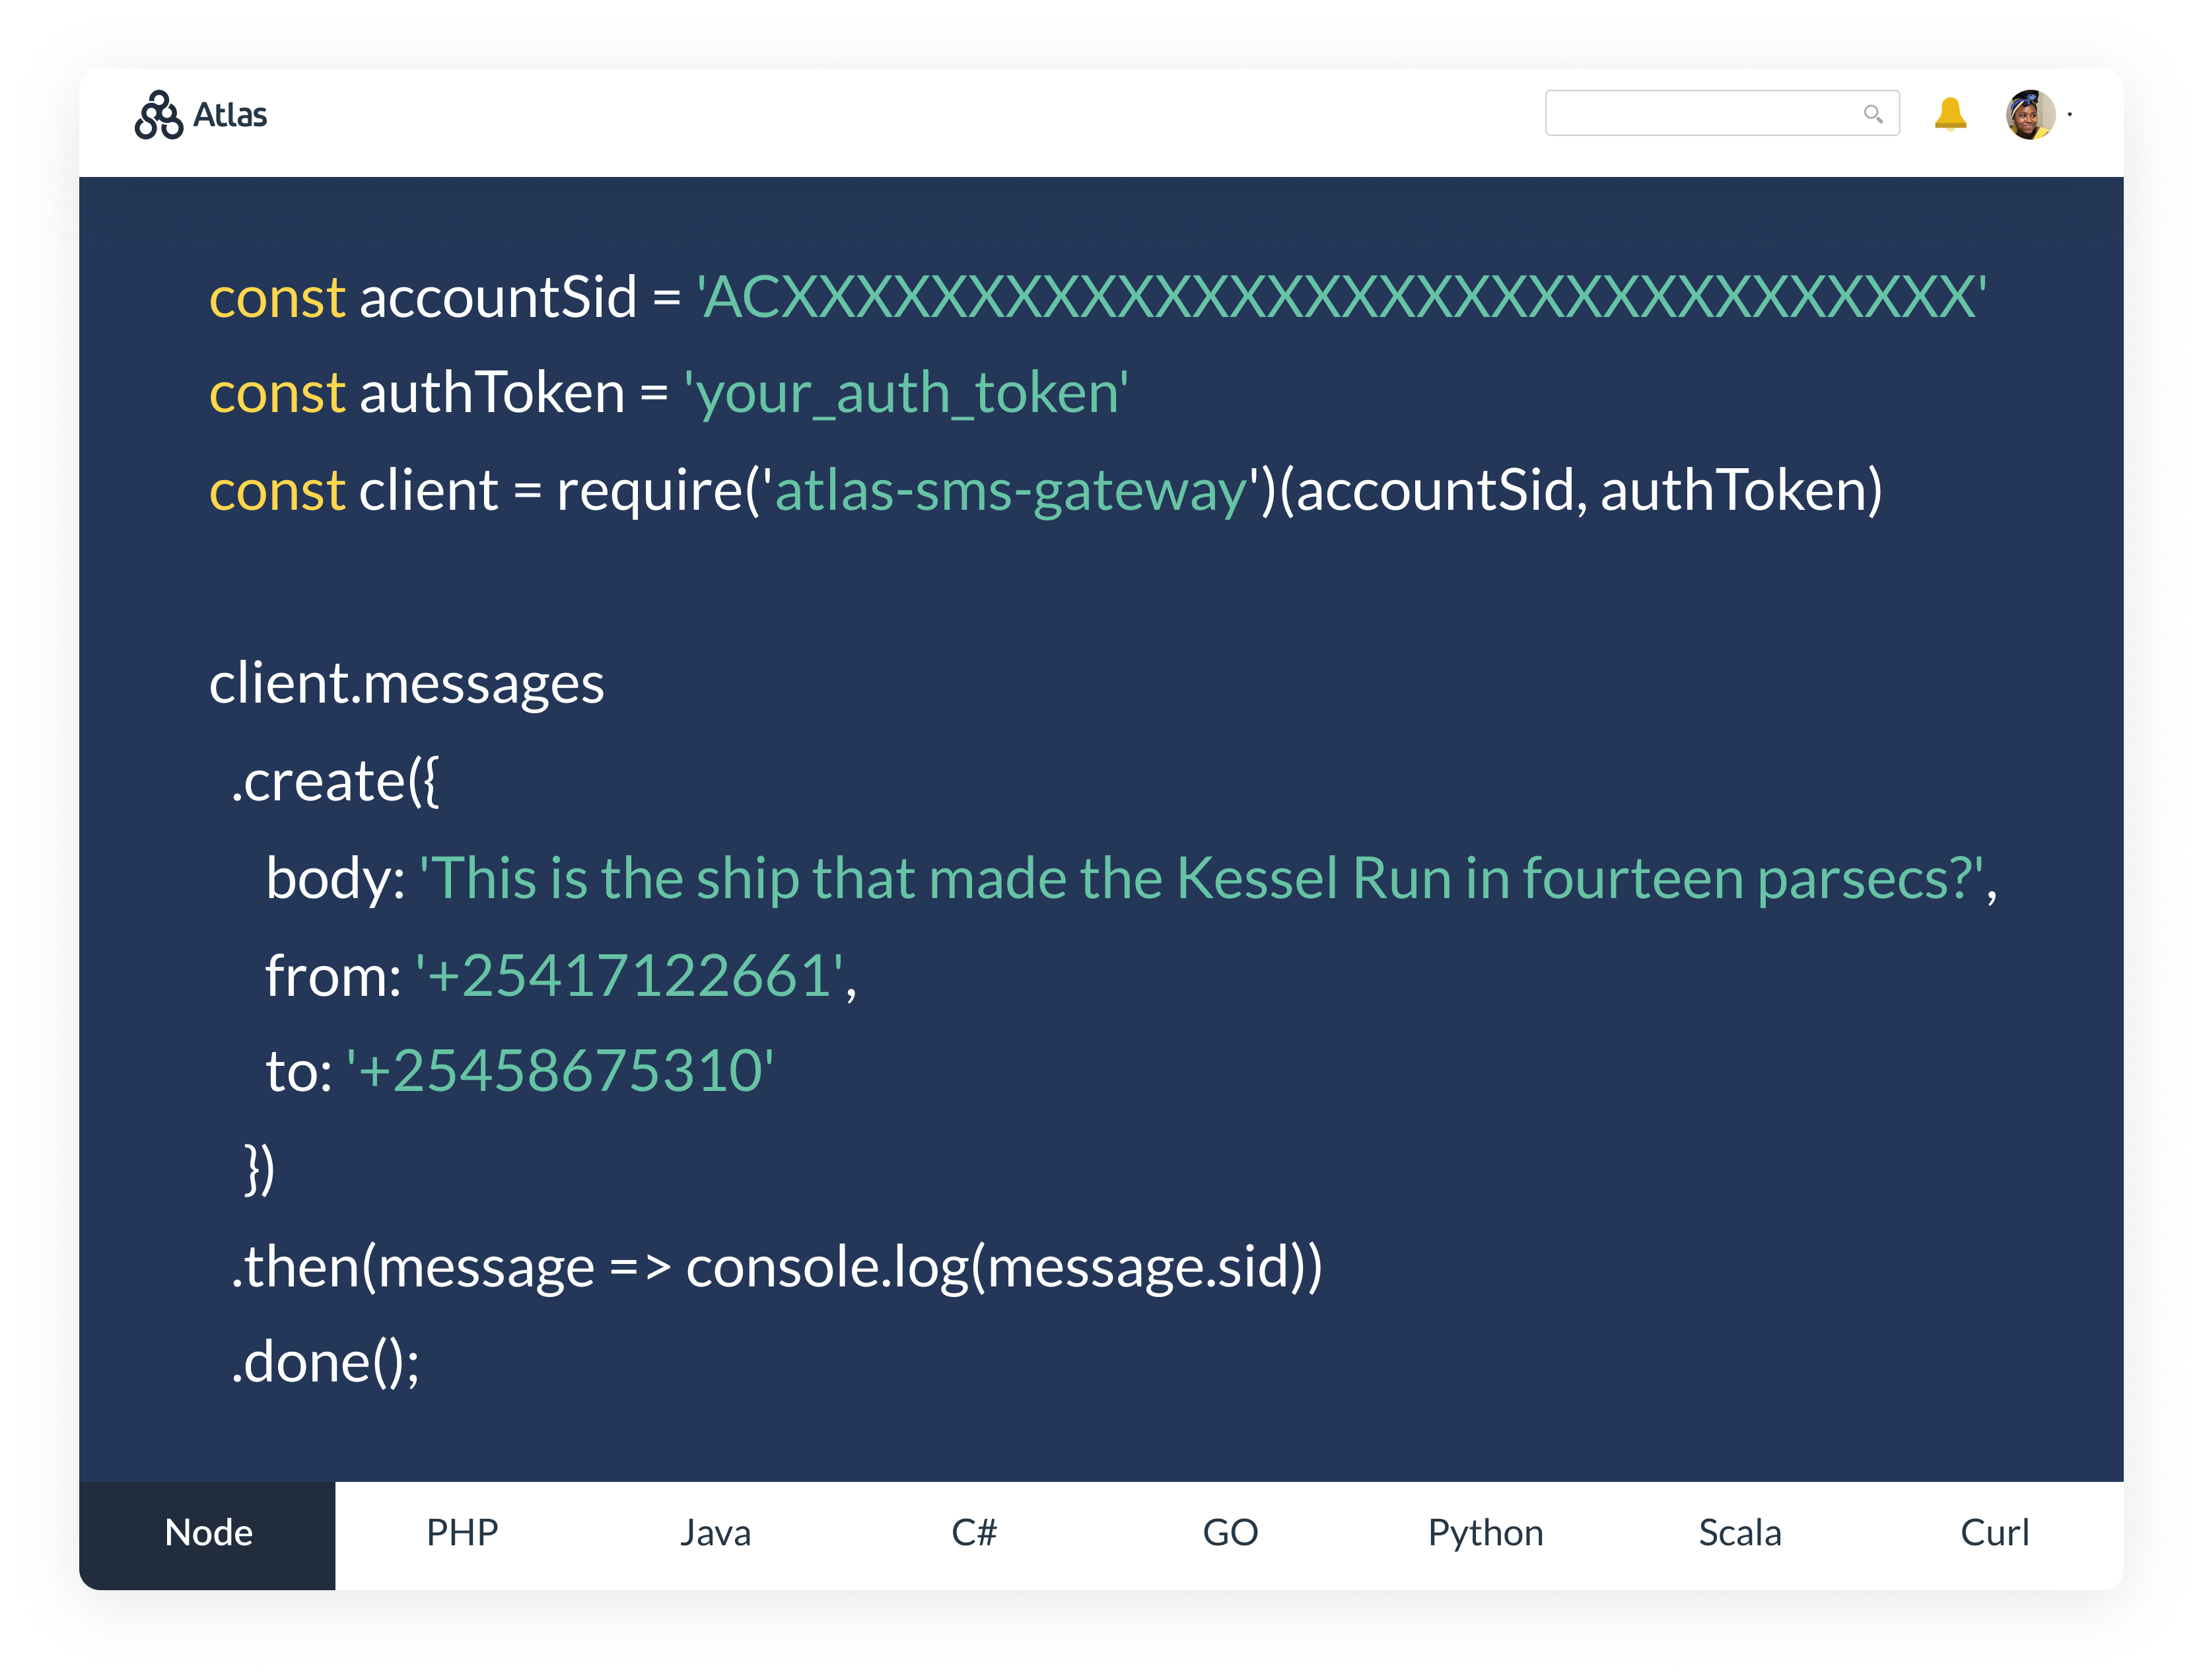 Atlas
const accountSid = 'ACXXXXXXXXXXXXXXXXXXXXXXXXXXXXXXXX'
const authToken = 'your_auth_token'
const client = require('atlas-sms-gateway')(accountSid, authToken)
client.messages
.create({
body: 'This is the ship that made the Kessel Run in fourteen parsecs?',
from: '+25417122661',
to: '+25458675310'
})
.then(message => console.log(message.sid))
.done();
Node PHP Java C# GO Python Scala Curl